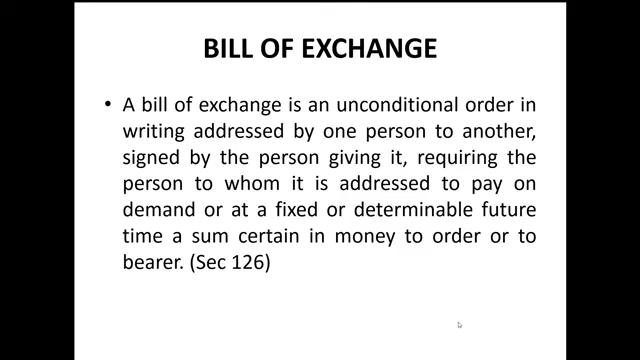 BILL OF EXCHANGE
• A bill of exchange is an unconditional order in
writing addressed by one person to another,
signed by the person giving it, requiring the
person to whom it is addressed to pay on
demand or at a fixed or determinable future
time a sum certain in money to order or to
bearer. (Sec 126)